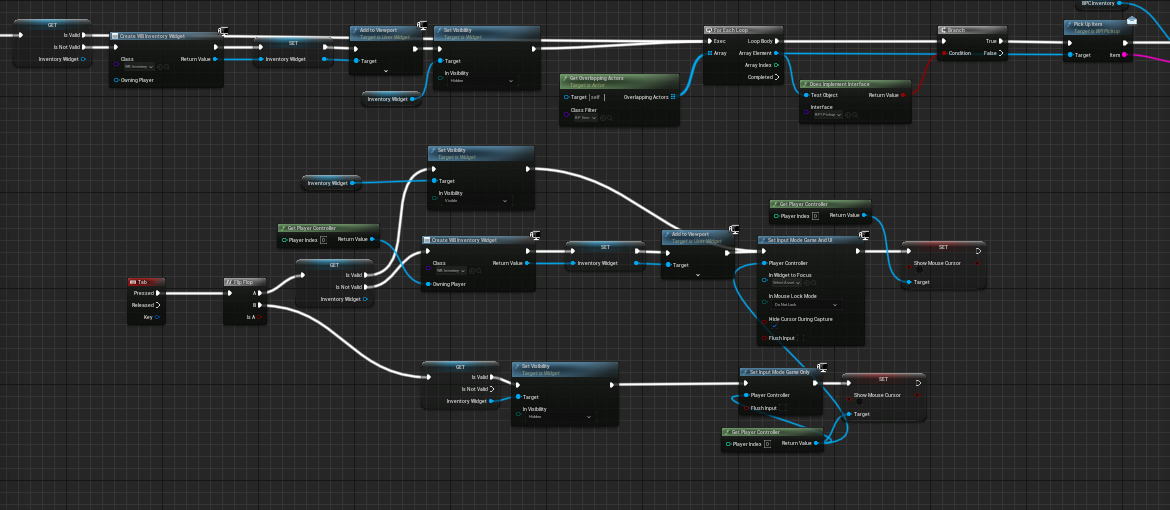 BPCInventory
GET
Is Valid
Is Not Valid
Inventory Widget
Create WB Inventory Widget
Class
WB Inventory
Return Value
Owning Player
SET
Inventory Widget
Add to Viewport
Target is User Widget
Target
Set Visibility
Target is Widget
Target
In Visibility
Hidden
Inventory Widget
Get Overlapping Actors
Target is Actor
Target
self
Overlapping Actors
Class Filter
For Each Loop
Exec
Loop Body
Array
Array Element
Array Index
Completed
Does Implement Interface
Test Object
Return Value
Interface
BPI Pickup
Branch
True
Condition
False
Pick Up Item
Target is BPI Pickup
Target
Item
Set Visibility
Target is Widget
Target
In Visibility
Visible
Inventory Widget
Get Player Controller
Player Index
0
Return Value
GET
Is Valid
Is Not Valid
Inventory Widget
Tab
Pressed
Released
Key
Flip Flop
A
B
Is A
Create WB Inventory Widget
Class
WB Inventory
Return Value
Owning Player
SET
Inventory Widget
Add to Viewport
Target is User Widget
Target
Get Player Controller
Player Index
0
Return Value
Set Input Mode Game And UI
Player Controller
In Widget to Focus
Select Asset
In Mouse Lock Mode
Do Not Lock
Hide Cursor During Capture
Flush Input
SET
Show Mouse Cursor
Target
GET
Is Valid
Is Not Valid
Inventory Widget
Set Visibility
Target is Widget
Target
In Visibility
Hidden
Set Input Mode Game Only
Player Controller
Flush Input
SET
Show Mouse Cursor
Target
Get Player Controller
Player Index
0
Return Value